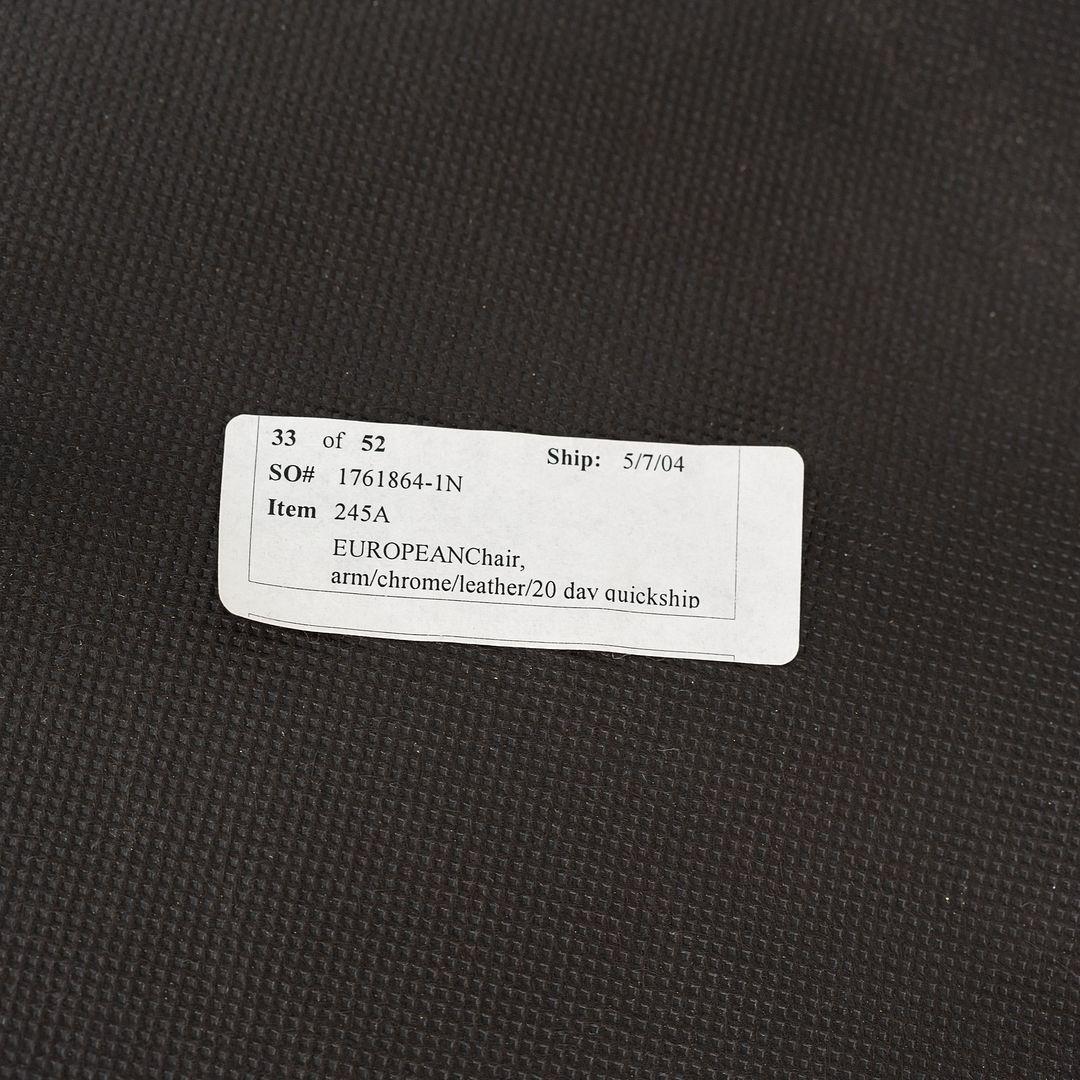 33 of 52 Ship: 5/7/04
SO# 1761864-1N
Item 245A
EUROPEANChair,
arm/chrome/leather/20 day quickship